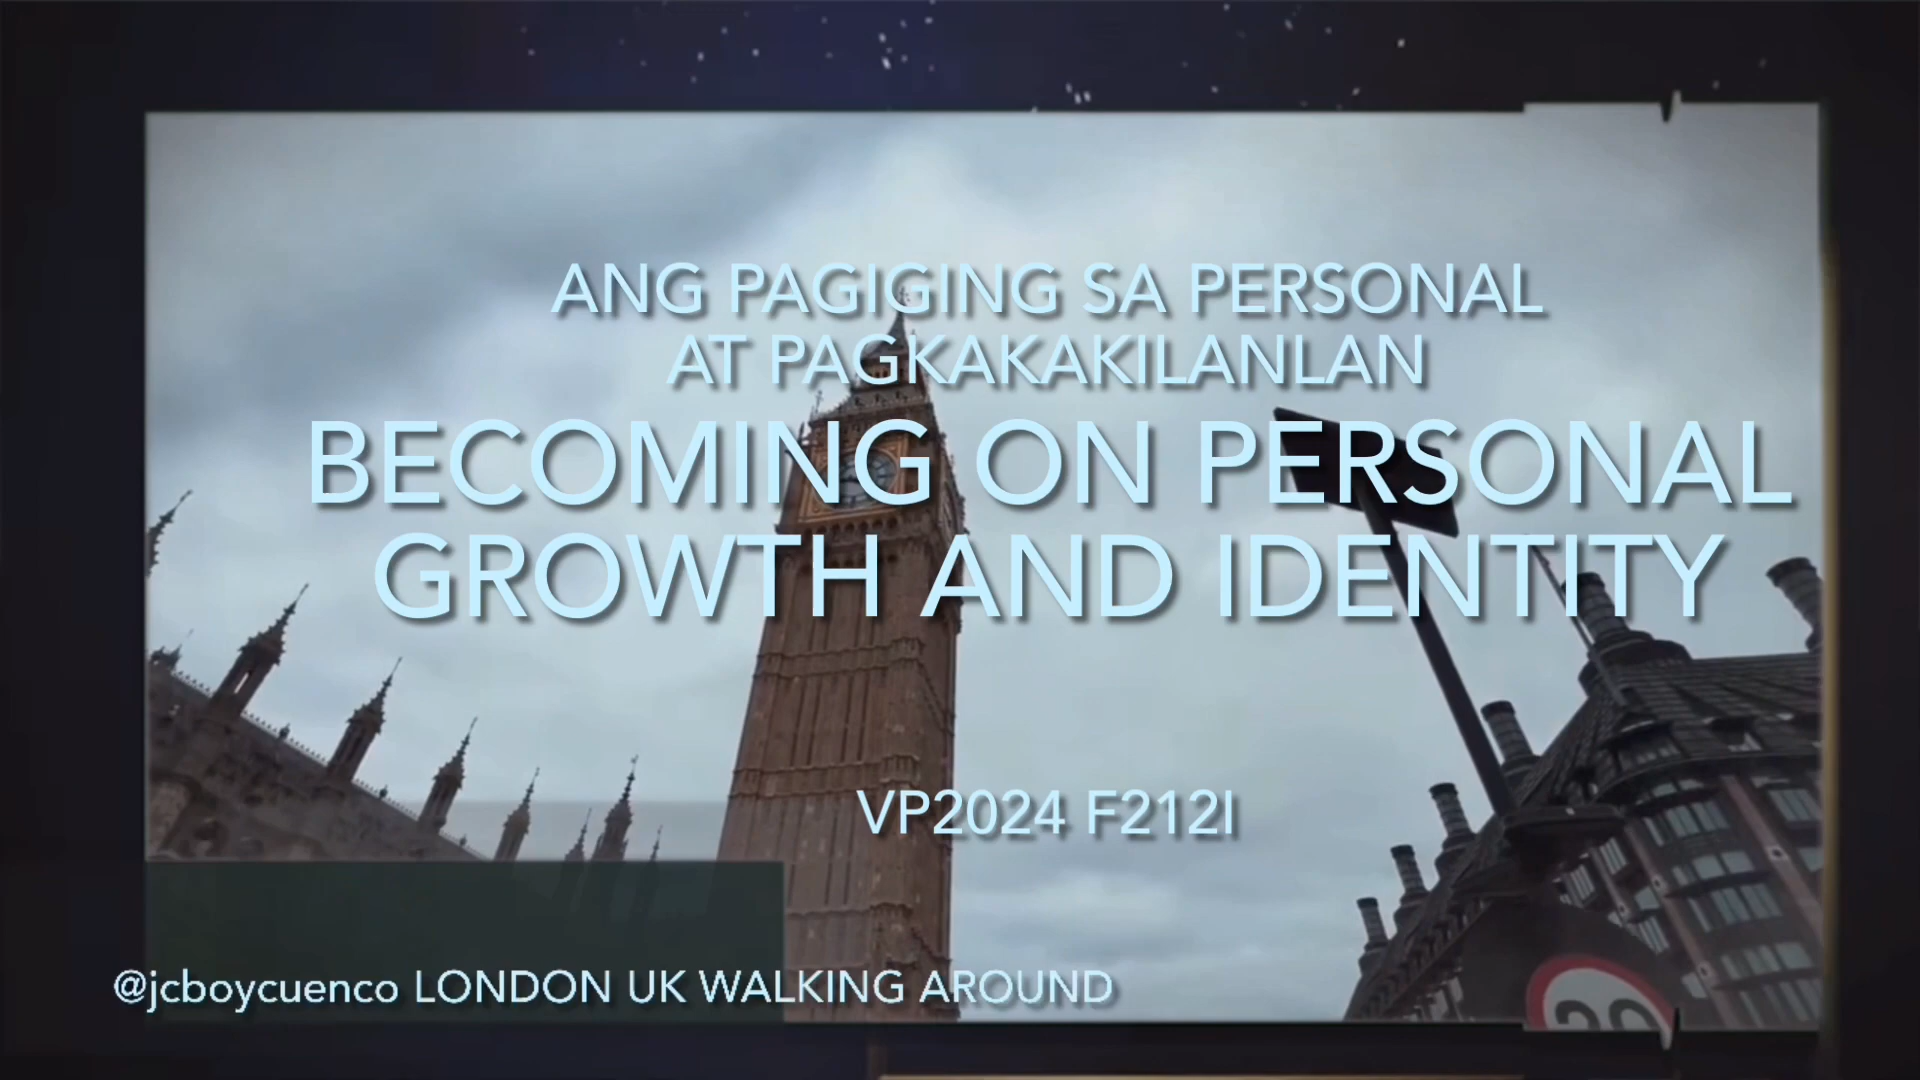 ANG PAGIGING SA PERSONAL
AT PAGKAKAKILANLAN
BECOMING ON PERSONAL
GROWTH AND IDENTITY
VP2024 F212I
@jcboycuenco LONDON UK WALKING AROUND
20